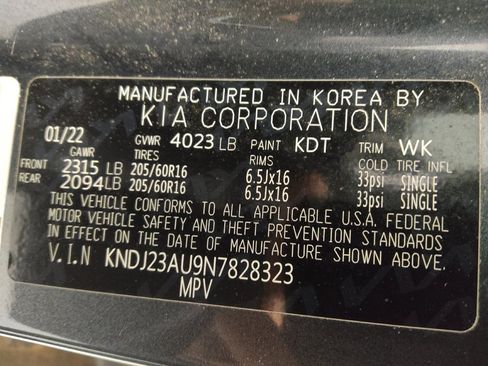 MANUFACTURED IN KOREA BY
KIA CORPORATION
01/22 GVWR 4023 LB PAINT KDT TRIM WK
GAWR TIRES RIMS COLD TIRE INFL
FRONT 2315 LB 205/60R16 6.5Jx16 33psi SINGLE
REAR 2094 LB 205/60R16 6.5Jx16 33psi SINGLE
THIS VEHICLE CONFORMS TO ALL APPLICABLE U.S.A. FEDERAL
MOTOR VEHICLE SAFETY AND THEFT PREVENTION STANDARDS
IN EFFECT ON THE DATE OF MANUFACTURE SHOWN ABOVE.
V.I.N KNDJ23AU9N7828323
MPV